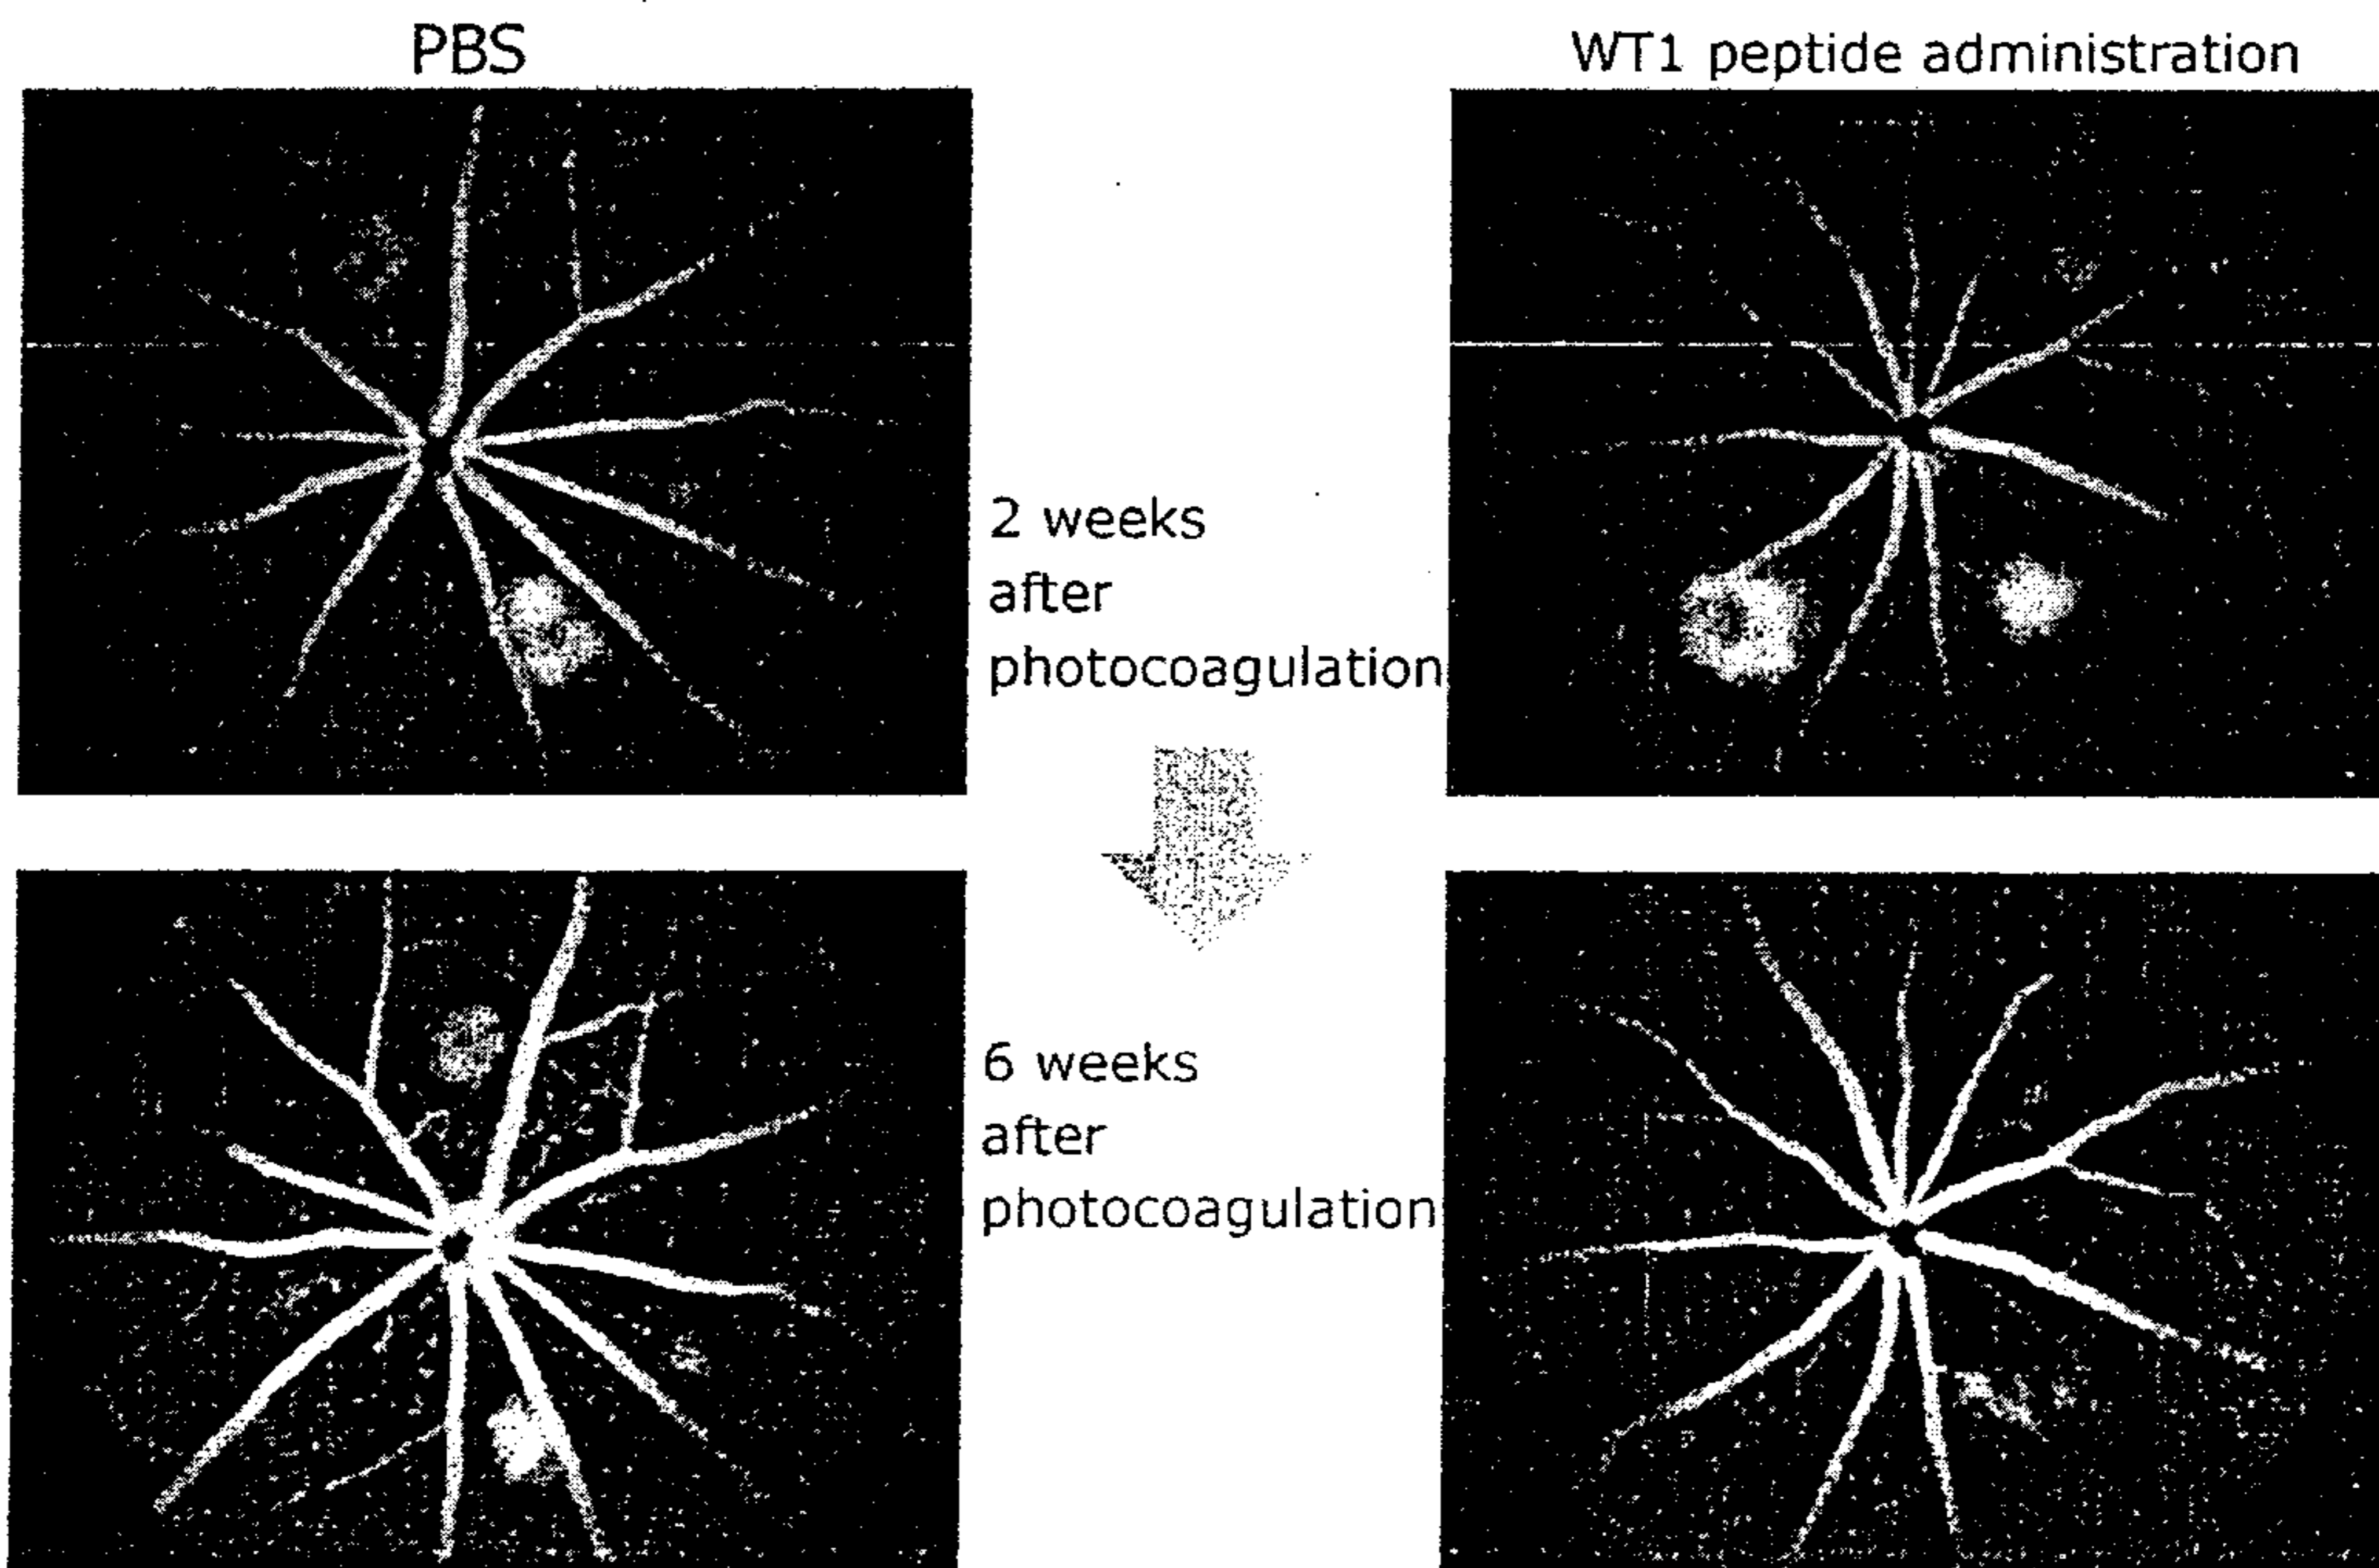 PBS
WT1 peptide administration
2 weeks
after
photocoagulation
6 weeks
after
photocoagulation